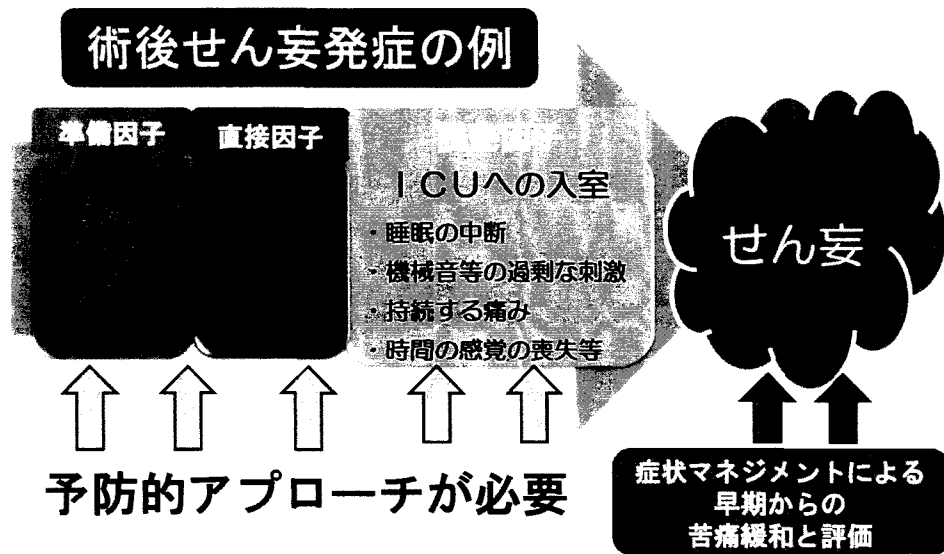 術後せん妄発症の例
準備因子
直接因子
ICUへの入室
・睡眠の中断
・機械音等の過剰な刺激
・持続する痛み
・時間の感覚の喪失等
せん妄
予防的アプローチが必要
症状マネジメントによる
早期からの
苦痛緩和と評価